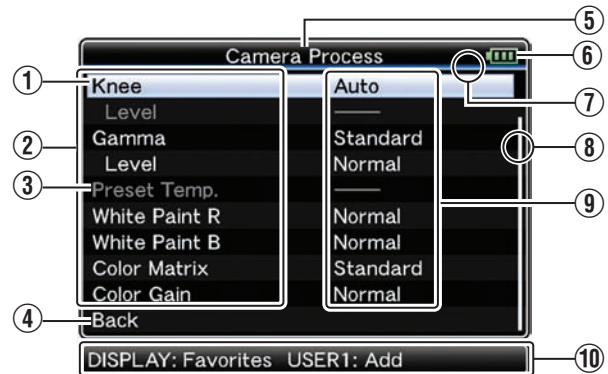 ⑤
Camera Process
⑥
① Knee Auto
⑦
Level ——
② Gamma Standard
⑧
Level Normal
③ Preset Temp. ——
⑨
White Paint R Normal
White Paint B Normal
Color Matrix Standard
Color Gain Normal
④ Back
DISPLAY: Favorites USER1: Add ⑩